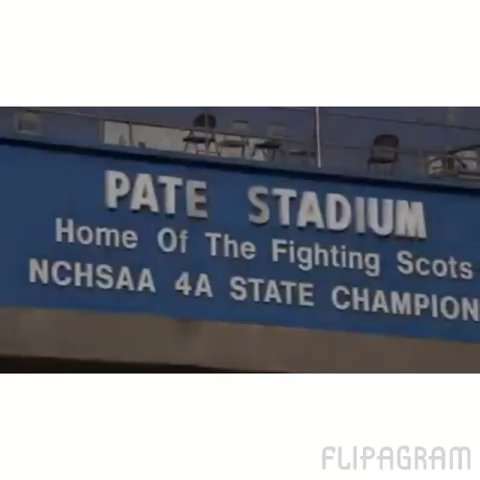 PATE STADIUM
Home Of The Fighting Scots
NCHSAA 4A STATE CHAMPION
FLIPAGRAM